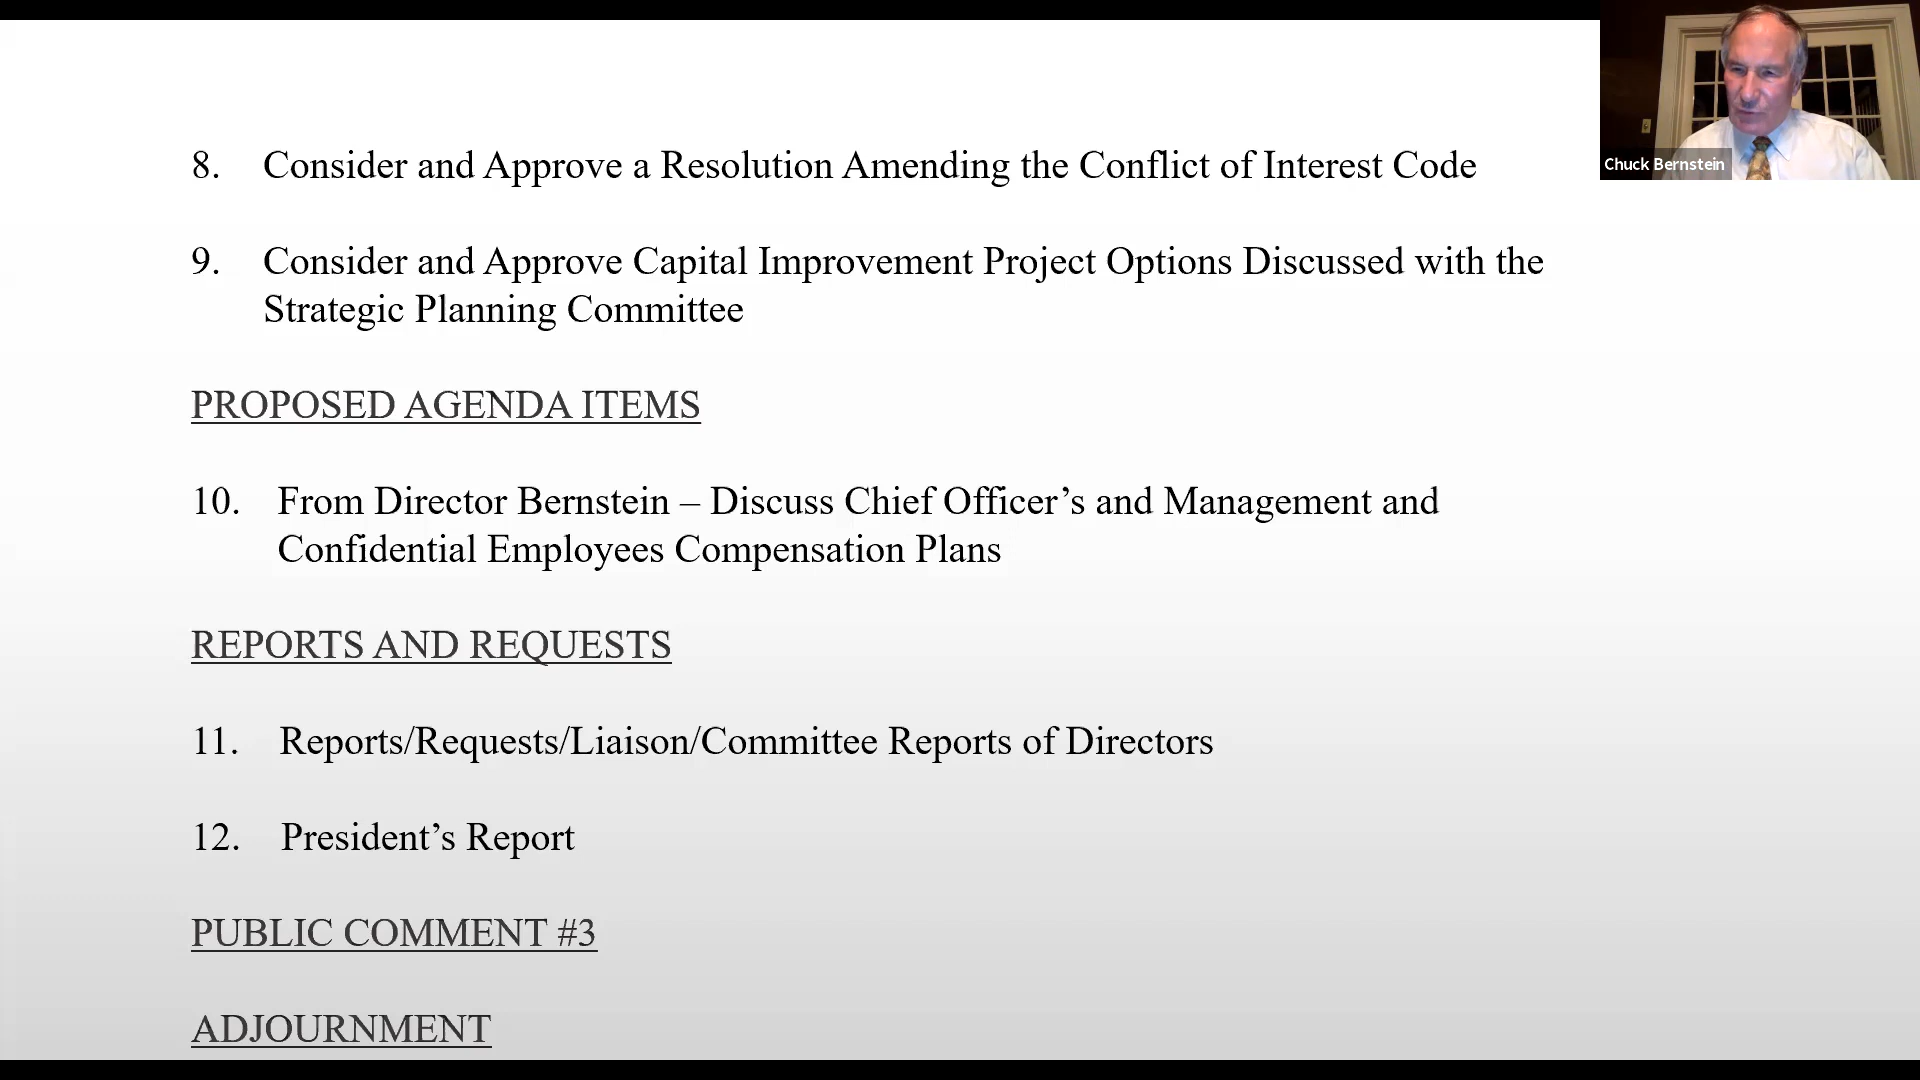 8. Consider and Approve a Resolution Amending the Conflict of Interest Code
9. Consider and Approve Capital Improvement Project Options Discussed with the
Strategic Planning Committee
PROPOSED AGENDA ITEMS
10. From Director Bernstein – Discuss Chief Officer’s and Management and
Confidential Employees Compensation Plans
REPORTS AND REQUESTS
11. Reports/Requests/Liaison/Committee Reports of Directors
12. President’s Report
PUBLIC COMMENT #3
ADJOURNMENT
Chuck Bernstein